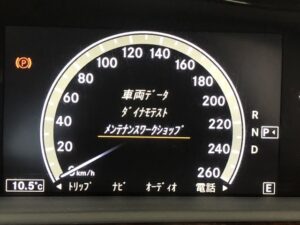 120 140
100 160
80 180
60 200
40 220
20 240
0 km/h 260
車両データ
ダイナモテスト
メンテナンスワークショップ
R
N P
D
10.5°C トリップ ナビ オーディオ 電話 E
(P)